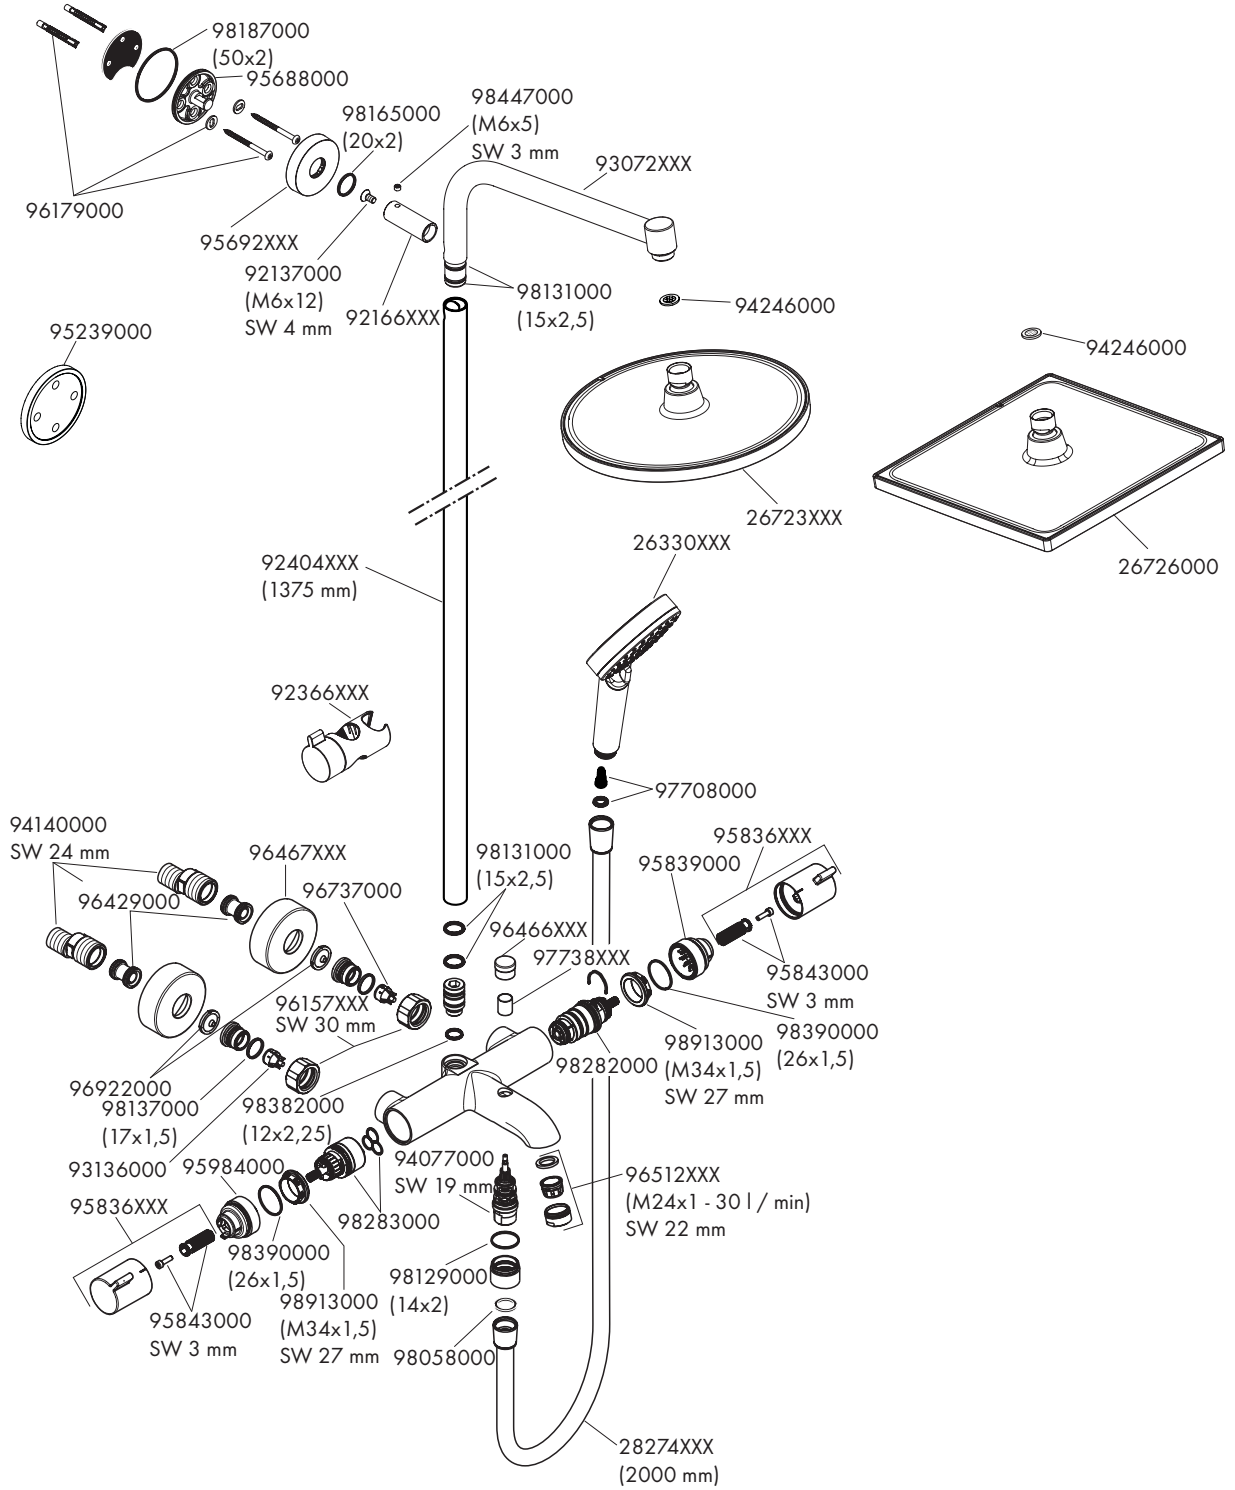 98187000
(50x2)
95688000
98165000
(20x2)
98447000
(M6x5)
SW 3 mm
93072XXX
96179000
95692XXX
92137000
(M6x12)
SW 4 mm
92166XXX
98131000
(15x2,5)
94246000
94246000
95239000
26723XXX
26726000
26330XXX
92404XXX
(1375 mm)
92366XXX
97708000
94140000
SW 24 mm
96429000
96467XXX
96737000
98131000
(15x2,5)
96466XXX
97738XXX
95836XXX
95839000
95843000
SW 3 mm
98390000
(26x1,5)
98913000
(M34x1,5)
SW 27 mm
98282000
96157XXX
SW 30 mm
96922000
98137000
(17x1,5)
93136000
98382000
(12x2,25)
95984000
95836XXX
94077000
SW 19 mm
96512XXX
(M24x1 - 30 l / min)
SW 22 mm
98283000
98390000
(26x1,5)
98129000
(14x2)
98913000
(M34x1,5)
SW 27 mm
95843000
SW 3 mm
98058000
28274XXX
(2000 mm)